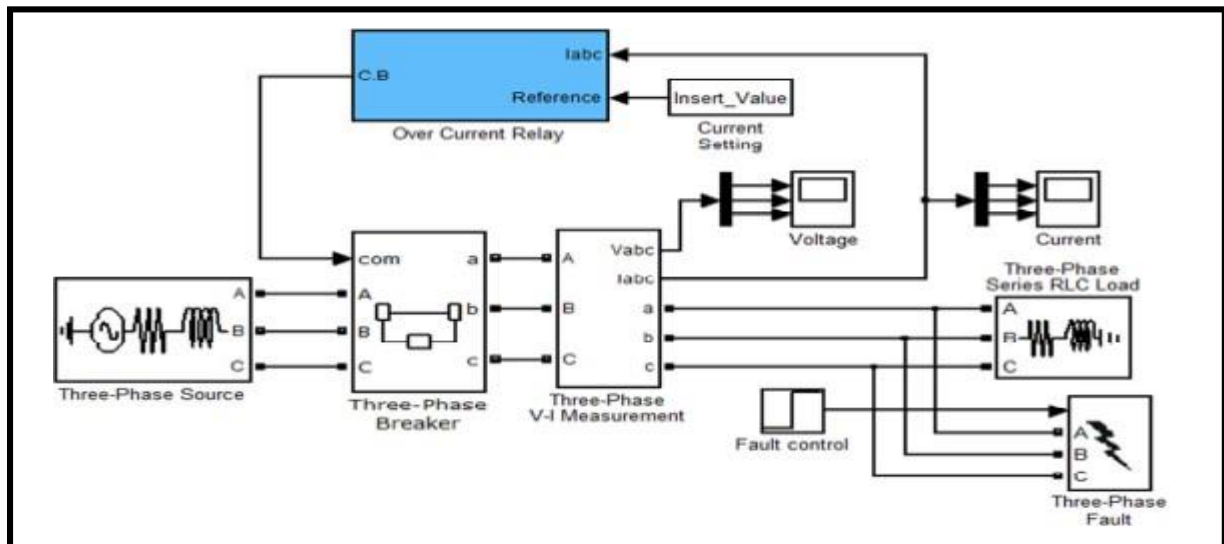 Iabc
C.B
Reference
Insert_Value
Over Current Relay
Current
Setting
Voltage
Current
com
a
A
Vabc
Iabc
Three-Phase
Series RLC Load
A
A
b
B
a
A
B
B
b
C
C
c
C
c
C
Three-Phase Source
Three-Phase
Breaker
Three-Phase
V-I Measurement
Fault control
A
B
C
Three-Phase
Fault